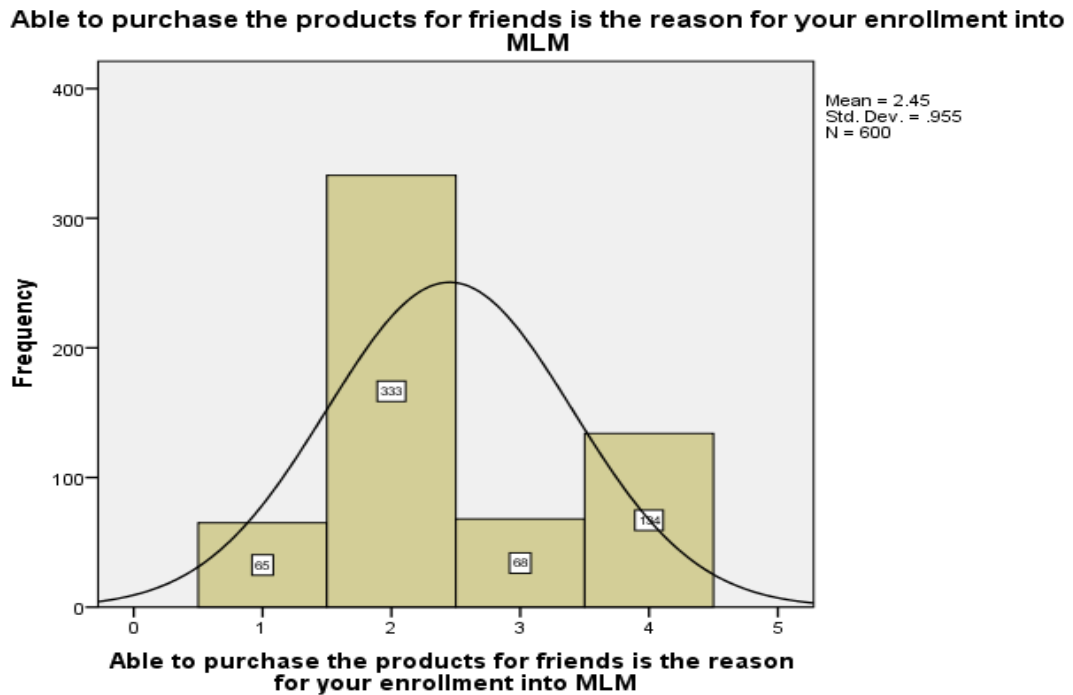 Able to purchase the products for friends is the reason for your enrollment into
MLM
Mean = 2.45
Std. Dev. = .955
N = 600
Frequency
400
300
200
100
0
333
134
65
68
0 1 2 3 4 5
Able to purchase the products for friends is the reason
for your enrollment into MLM